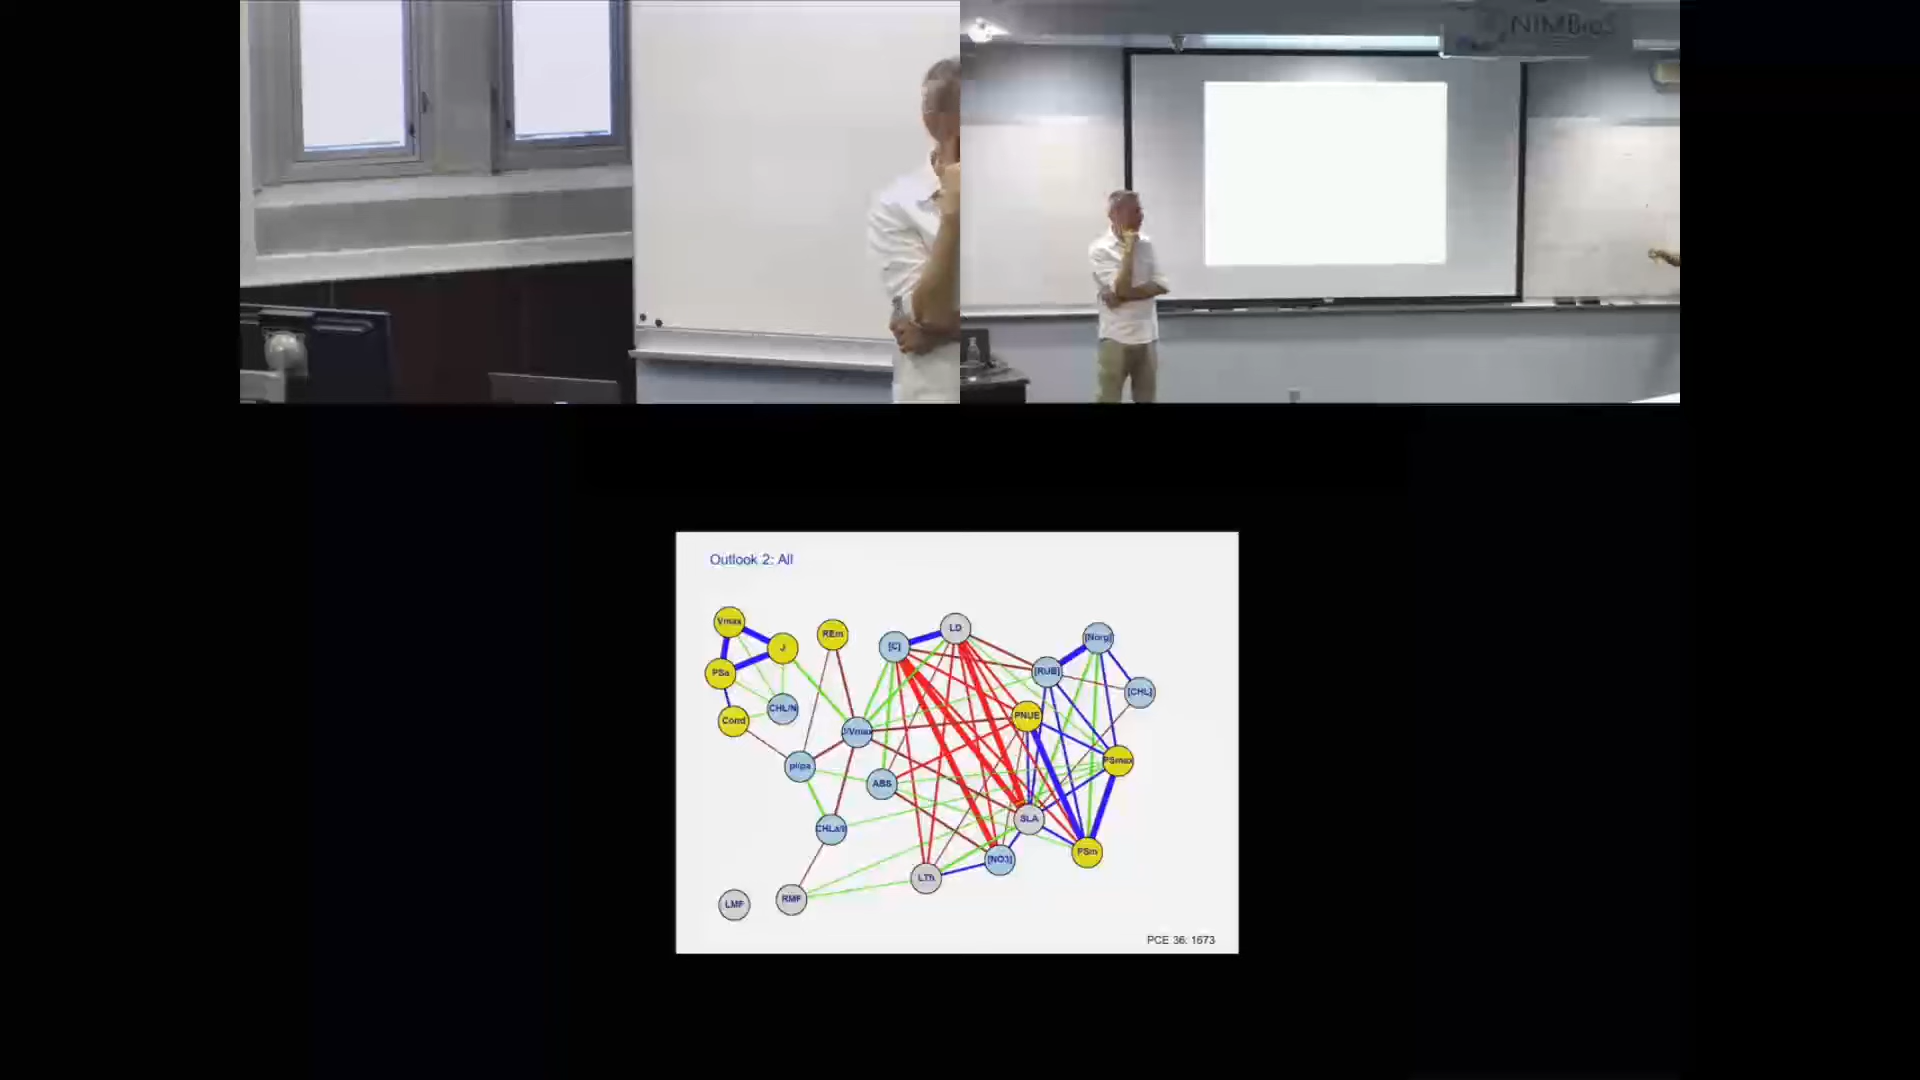 NIMBioS
Outlook 2: All
Vmax
J
REm
LD
[C]
[Norg]
PSa
[RUB]
[CHL]
CHL/N
Cond
PNUE
J/Vmax
pi/pa
PSmax
ABS
SLA
CHLa/b
PSm
[NO3]
LTh
LMF
RMF
PCE 36: 1673